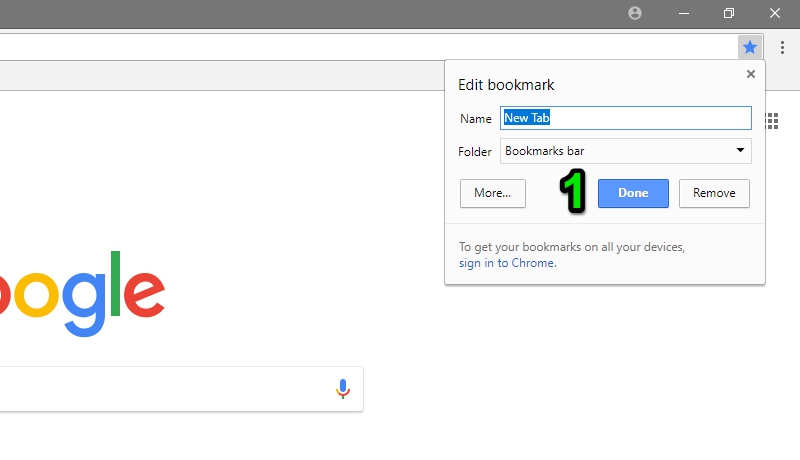 Edit bookmark
Name New Tab
Folder Bookmarks bar
More... 1 Done Remove
To get your bookmarks on all your devices,
sign in to Chrome.
ogle